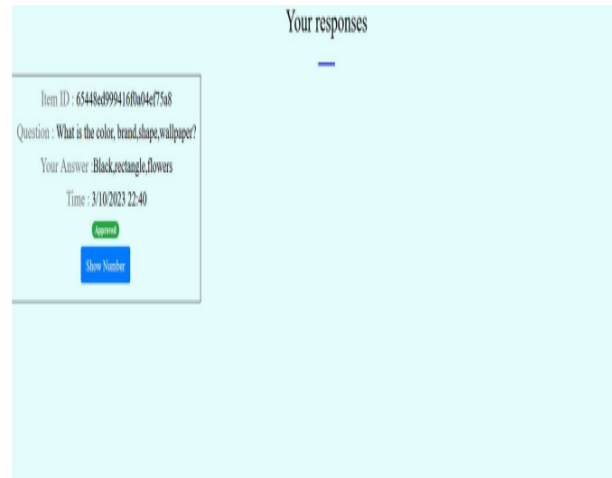 Your responses
Item ID : 65448ed999416f0a04ef75a8
Question : What is the color, brand,shape,wallpaper?
Your Answer :Black,rectangle,flowers
Time : 3/10/2023 22:40
Approved
Show Number